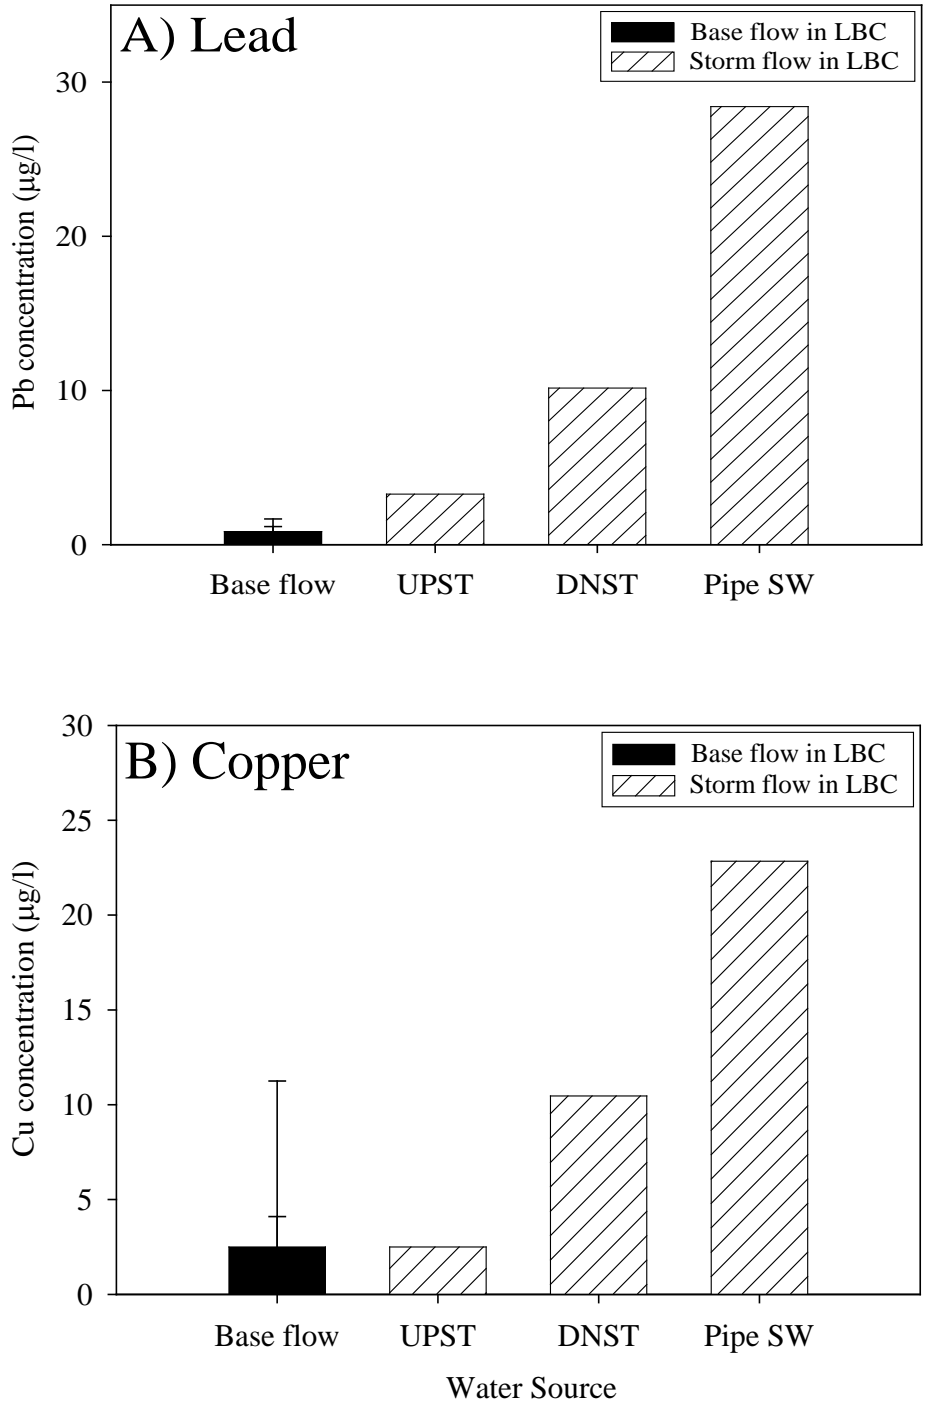 A) Lead
Base flow in LBC
Storm flow in LBC
Pb concentration (µg/l)
30
20
10
0
Base flow
UPST
DNST
Pipe SW
B) Copper
Base flow in LBC
Storm flow in LBC
Cu concentration (µg/l)
30
25
20
15
10
5
0
Base flow
UPST
DNST
Pipe SW
Water Source